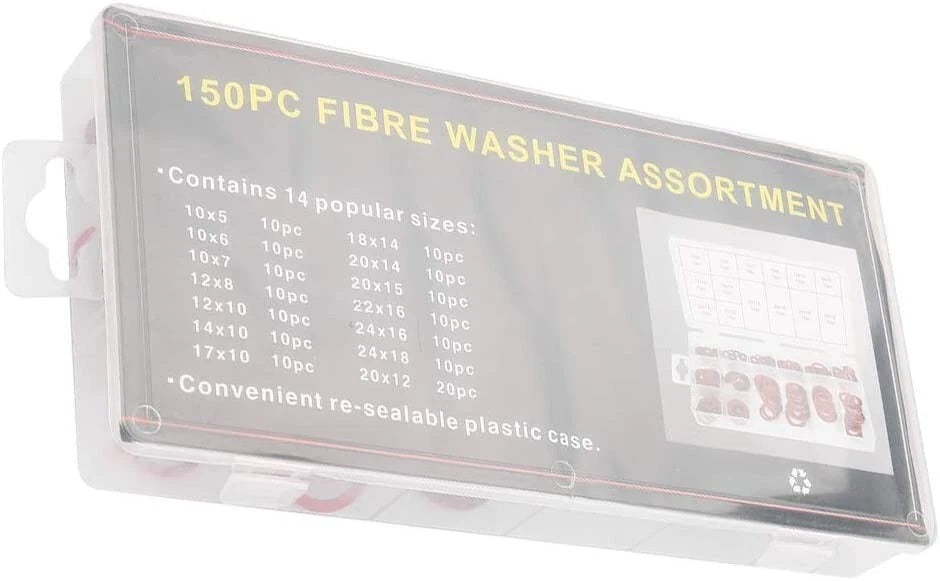 150PC FIBRE WASHER ASSORTMENT
·Contains 14 popular sizes:
10x5 10pc 18x14 10pc
10x6 10pc 20x14 10pc
10x7 10pc 20x15 10pc
12x8 10pc 22x16 10pc
12x10 10pc 24x16 10pc
14x10 10pc 24x18 10pc
17x10 10pc 20x12 20pc
·Convenient re-sealable plastic case.